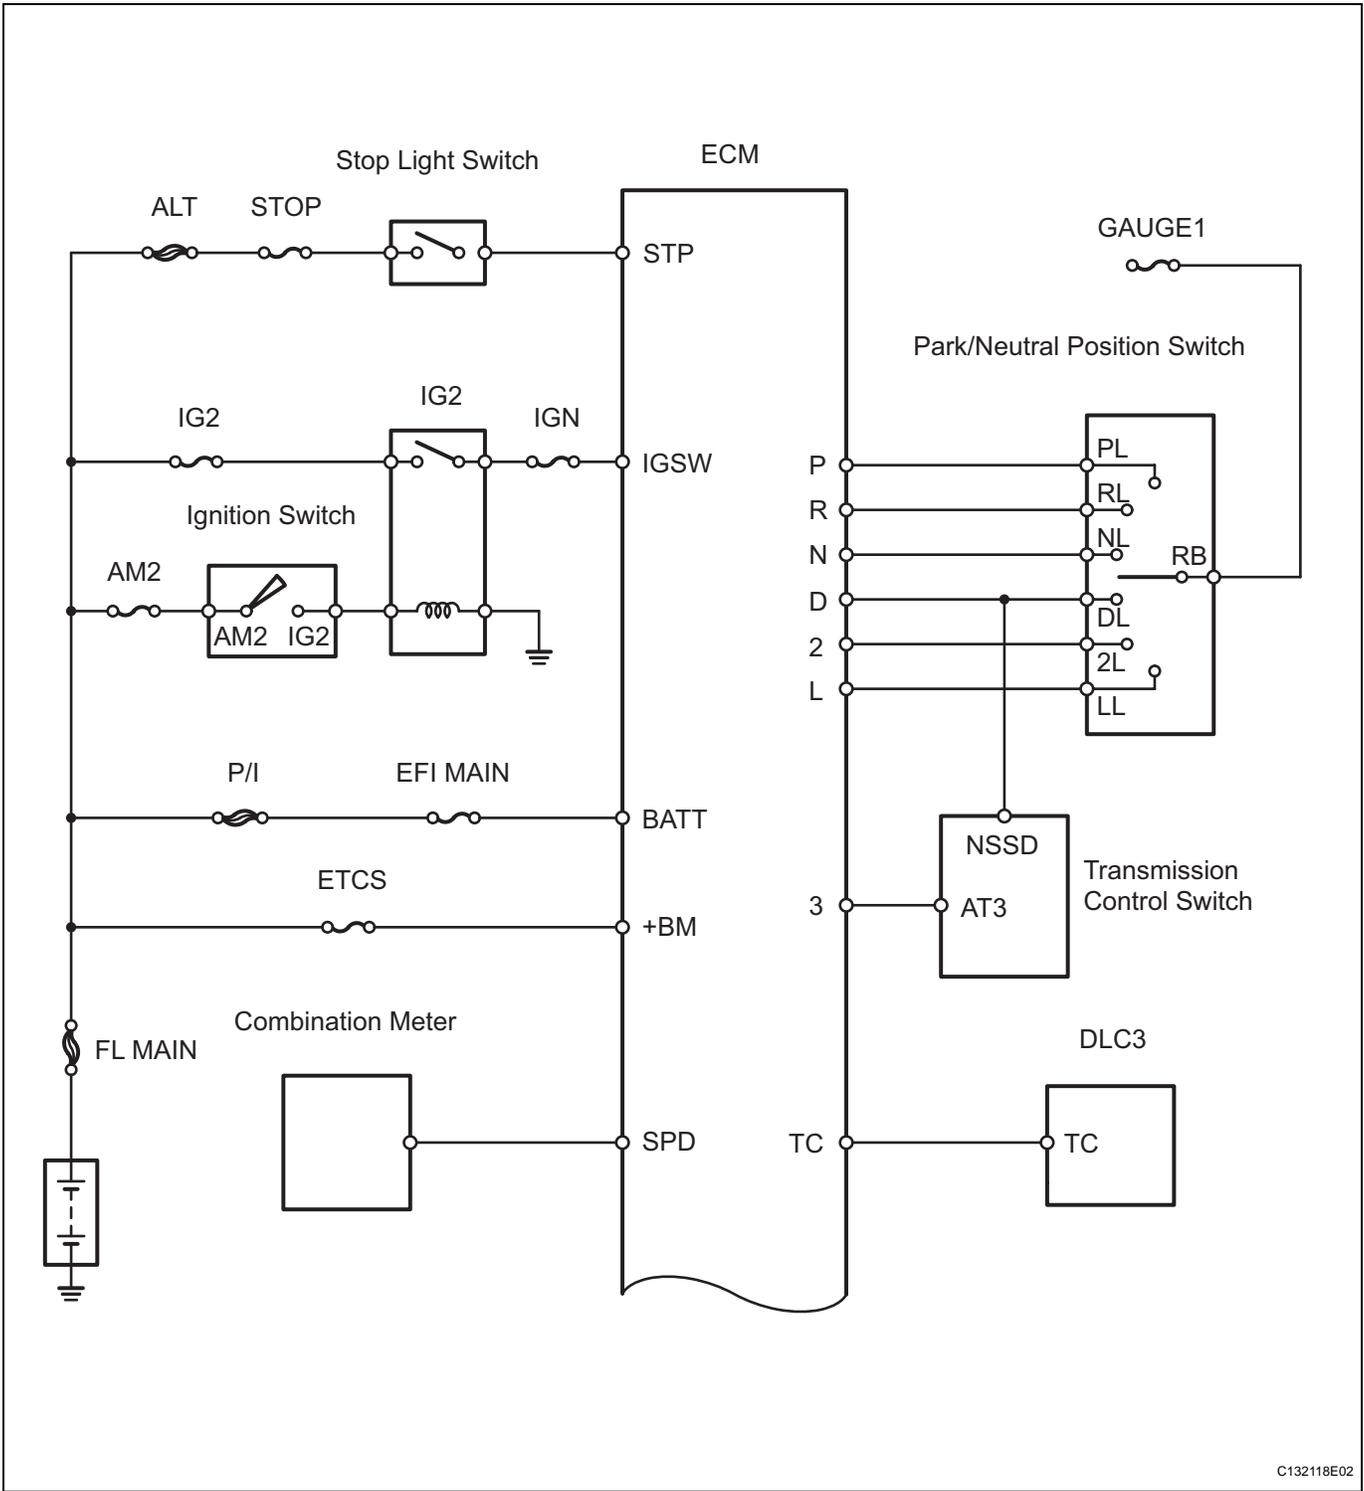 Stop Light Switch
ECM
ALT
STOP
STP
GAUGE1
Park/Neutral Position Switch
IG2
IG2
IGN
IGSW
Ignition Switch
AM2
AM2
IG2
P
R
N
D
2
L
PL
RL
NL
RB
DL
2L
LL
P/I
EFI MAIN
BATT
ETCS
+BM
NSSD
3
AT3
Transmission
Control Switch
FL MAIN
Combination Meter
SPD
DLC3
TC
TC
C132118E02